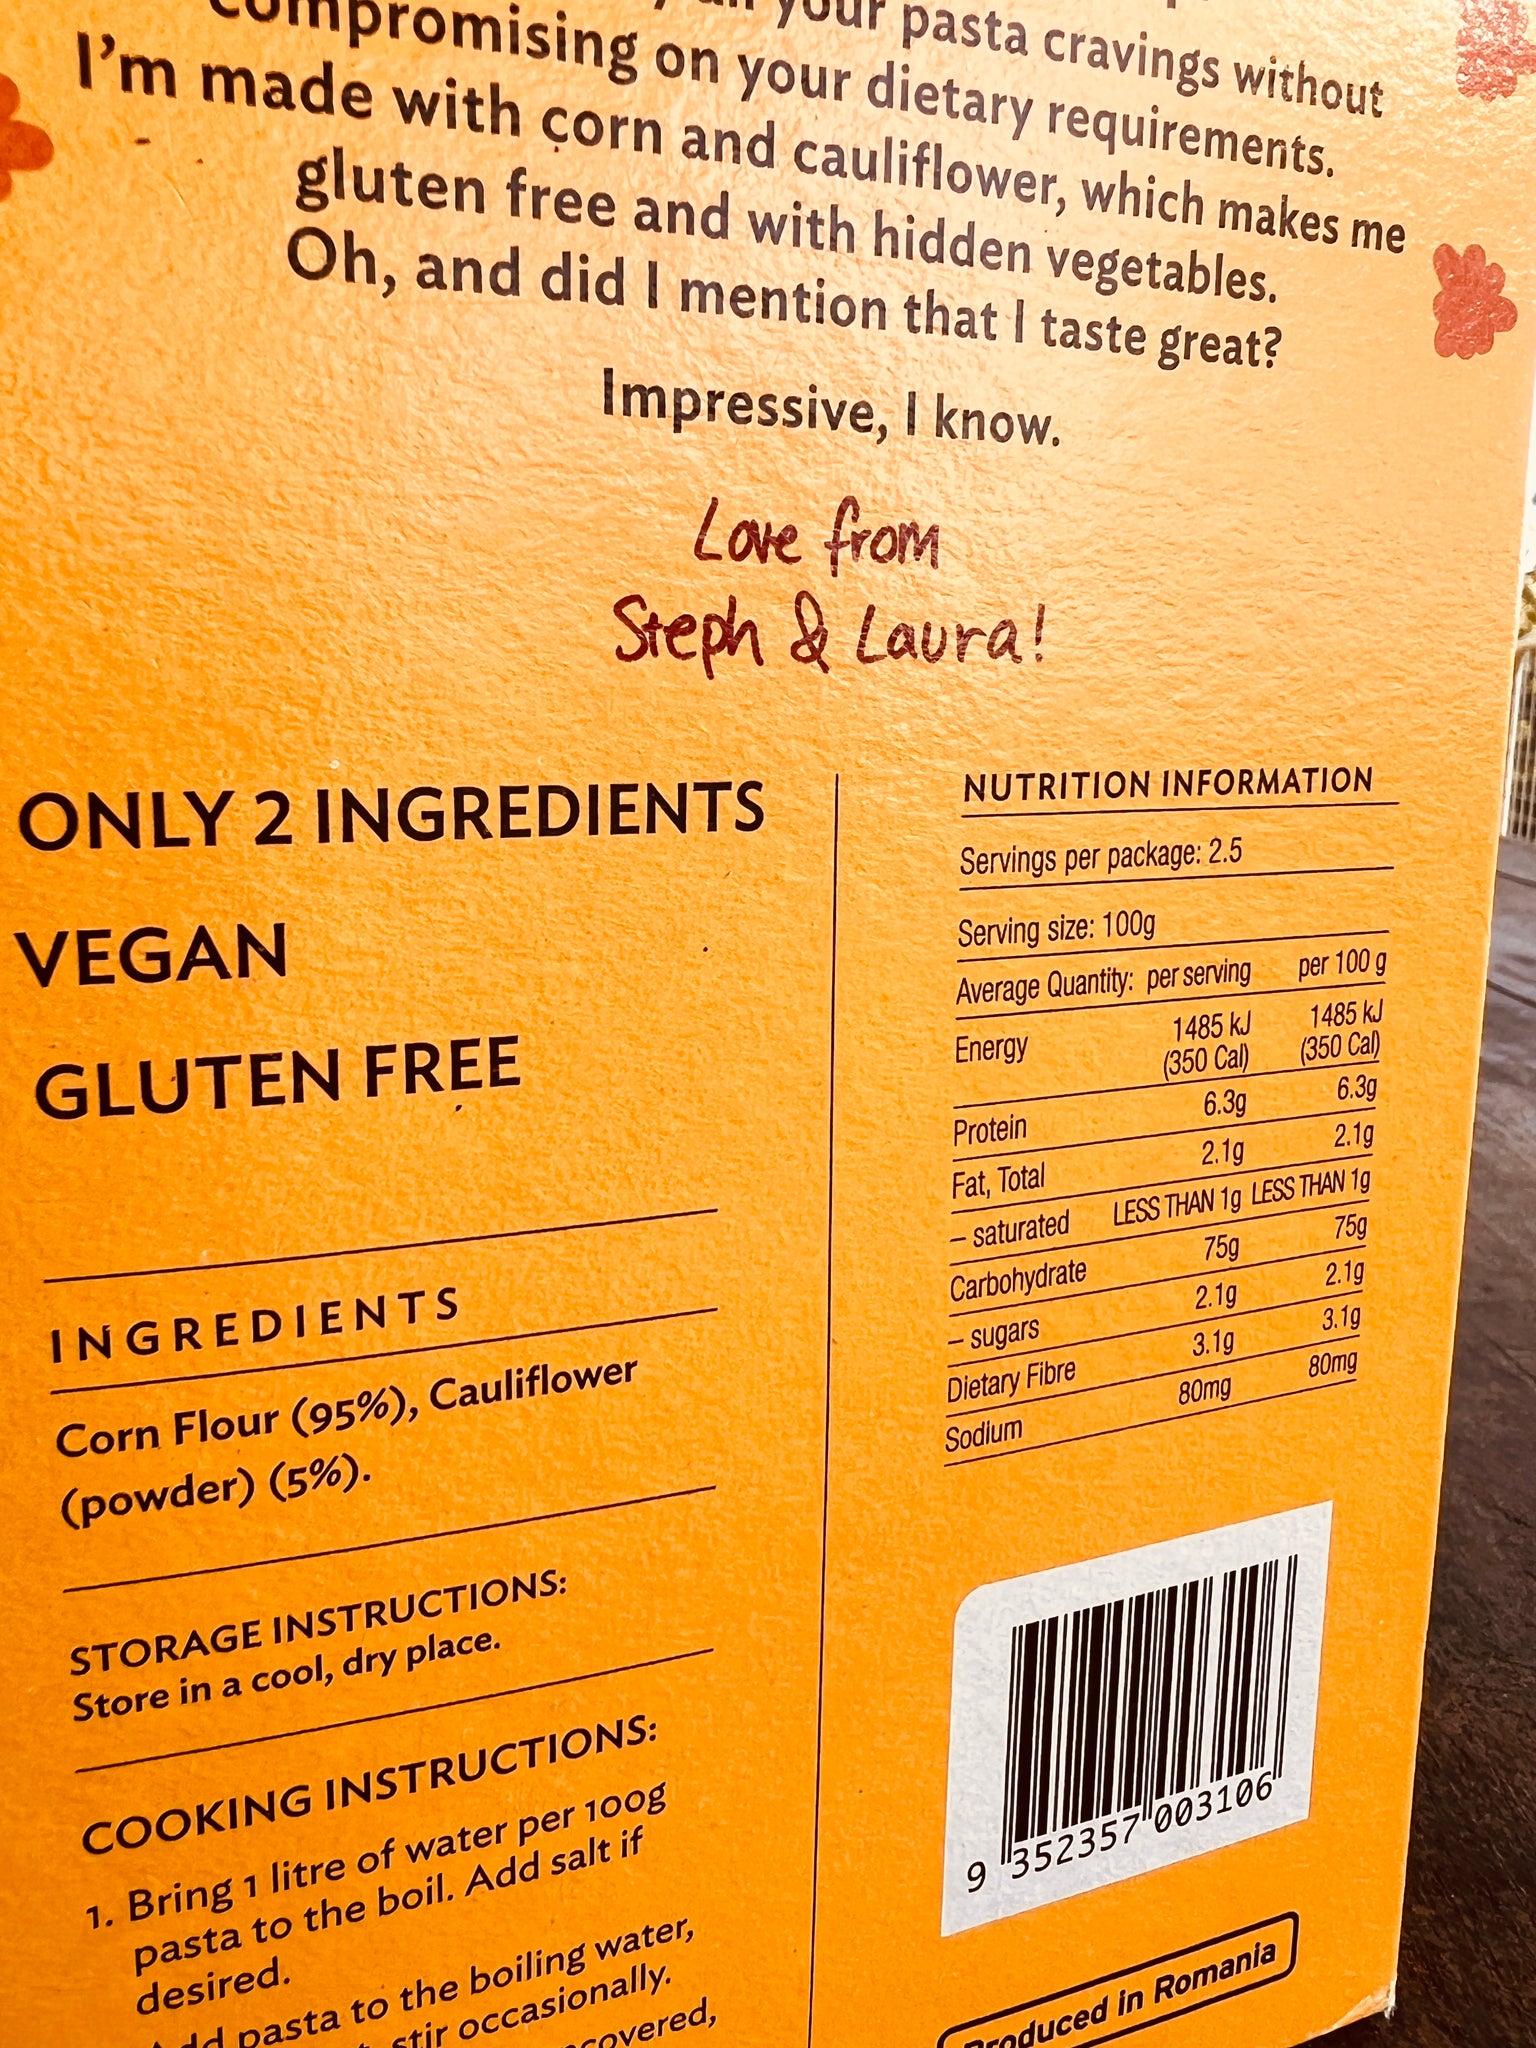 your pasta cravings without
compromising on your dietary requirements.
I'm made with corn and cauliflower, which makes me
gluten free and with hidden vegetables.
Oh, and did I mention that I taste great?
Impressive, I know.
Love from
Steph & Laura!
ONLY 2 INGREDIENTS
VEGAN
GLUTEN FREE
INGREDIENTS
Corn Flour (95%), Cauliflower
(powder) (5%).
STORAGE INSTRUCTIONS:
Store in a cool, dry place.
COOKING INSTRUCTIONS:
1. Bring 1 litre of water per 100g
pasta to the boil. Add salt if
desired.
Add pasta to the boiling water,
stir occasionally.
NUTRITION INFORMATION
Servings per package: 2.5
Serving size: 100g
Average Quantity: per serving per 100 g
Energy 1485 kJ 1485 kJ
(350 Cal) (350 Cal)
Protein 6.3g 6.3g
Fat, Total 2.1g 2.1g
– saturated LESS THAN 1g LESS THAN 1g
Carbohydrate 75g 75g
– sugars 2.1g 2.1g
Dietary Fibre 3.1g 3.1g
Sodium 80mg 80mg
9 352357 003106
Produced in Romania